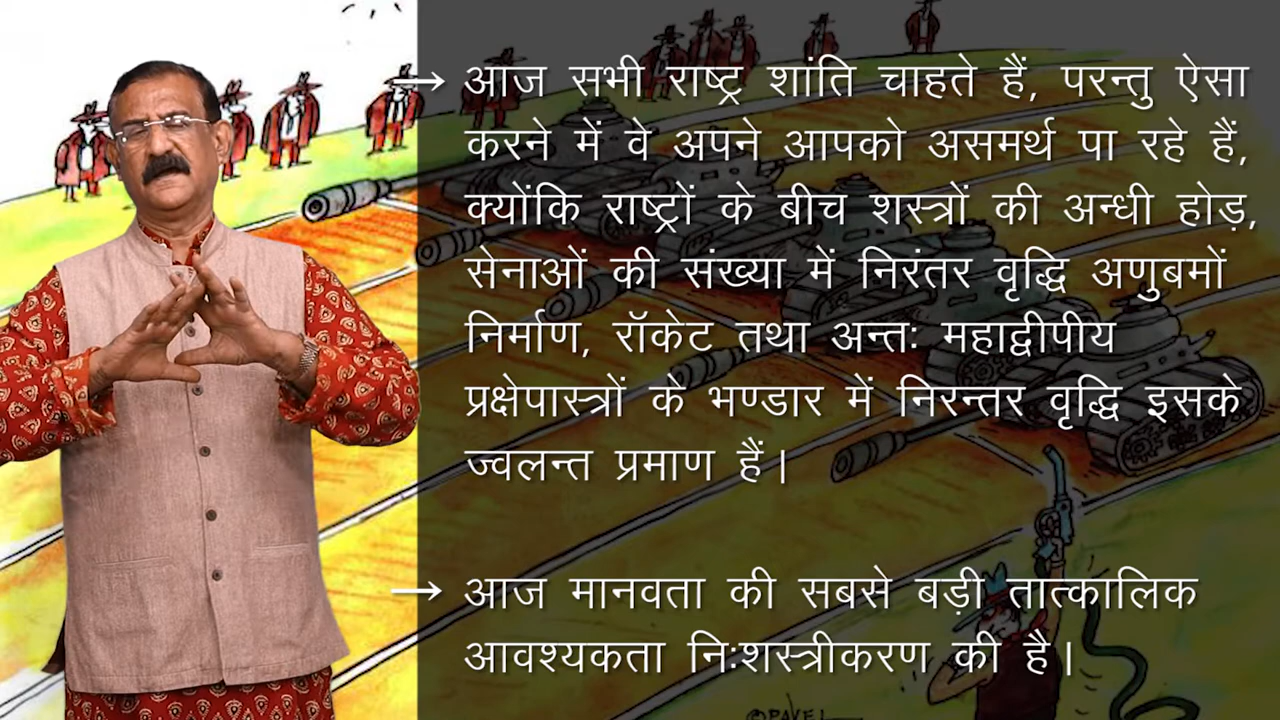 → आज सभी राष्ट्र शांति चाहते हैं, परन्तु ऐसा
करने में वे अपने आपको असमर्थ पा रहे हैं,
क्योंकि राष्ट्रों के बीच शस्त्रों की अन्धी होड़,
सेनाओं की संख्या में निरंतर वृद्धि अणुबमों
निर्माण, रॉकेट तथा अन्तः महाद्वीपीय
प्रक्षेपास्त्रों के भण्डार में निरन्तर वृद्धि इसके
ज्वलन्त प्रमाण हैं।
→ आज मानवता की सबसे बड़ी तात्कालिक
आवश्यकता निःशस्त्रीकरण की है।
©PAVEL